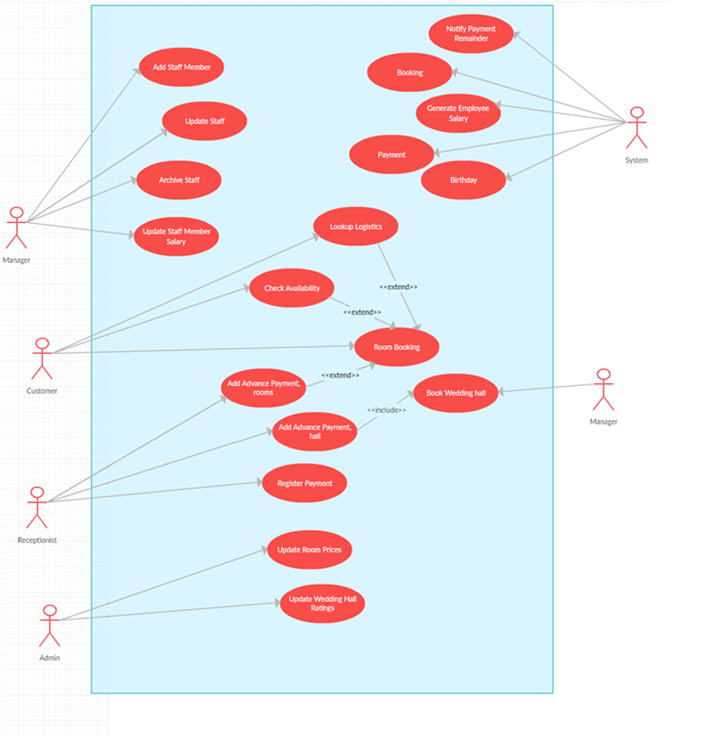 Notify Payment
Remainder
Add Staff Member
Booking
Generate Employee
Salary
Update Staff
System
Payment
Archive Staff
Birthday
Lookup Logistics
Update Staff Member
Salary
Manager
Check Availability
<<extend>>
<<extend>>
Room Booking
Customer
<<extend>>
Add Advance Payment,
rooms
Book Wedding hall
<<include>>
Manager
Add Advance Payment,
hall
Register Payment
Receptionist
Update Room Prices
Update Wedding Hall
Ratings
Admin